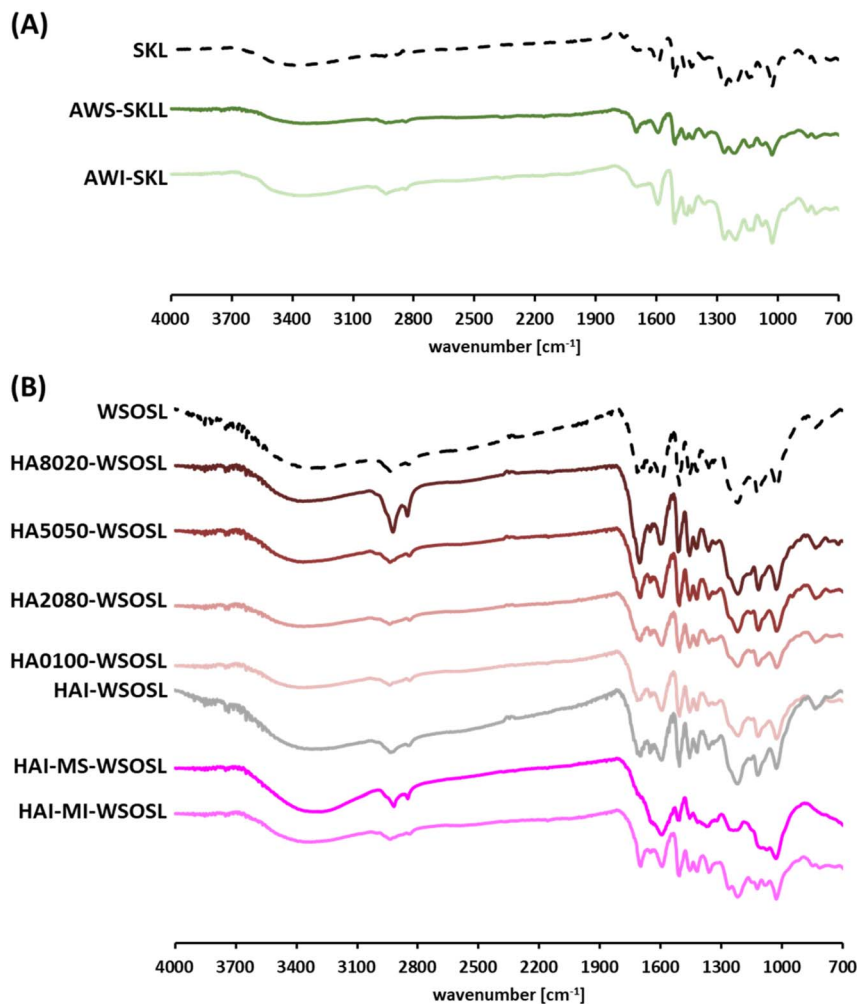 (A)
SKL
AWS-SKLL
AWI-SKL
4000 3700 3400 3100 2800 2500 2200 1900 1600 1300 1000 700
wavenumber [cm⁻¹]
(B)
WSOSL
HA8020-WSOSL
HA5050-WSOSL
HA2080-WSOSL
HA0100-WSOSL
HAI-WSOSL
HAI-MS-WSOSL
HAI-MI-WSOSL
4000 3700 3400 3100 2800 2500 2200 1900 1600 1300 1000 700
wavenumber [cm⁻¹]